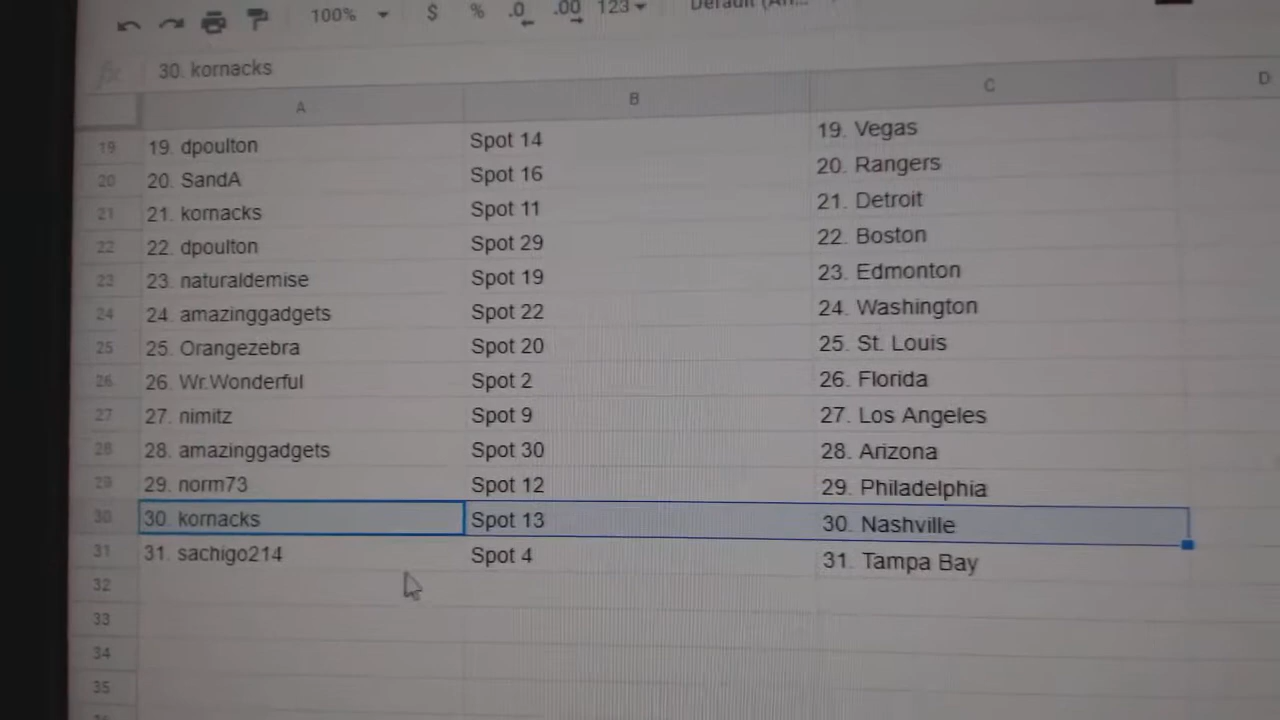 100% $ % .0 .00 123
fx 30. kornacks
A B C D
19 19. dpoulton Spot 14 19. Vegas
20 20. SandA Spot 16 20. Rangers
21 21. kornacks Spot 11 21. Detroit
22 22. dpoulton Spot 29 22. Boston
23 23. naturaldemise Spot 19 23. Edmonton
24 24. amazinggadgets Spot 22 24. Washington
25 25. Orangezebra Spot 20 25. St. Louis
26 26. Wr.Wonderful Spot 2 26. Florida
27 27. nimitz Spot 9 27. Los Angeles
28 28. amazinggadgets Spot 30 28. Arizona
29 29. norm73 Spot 12 29. Philadelphia
30 30. kornacks Spot 13 30. Nashville
31 31. sachigo214 Spot 4 31. Tampa Bay
32
33
34
35